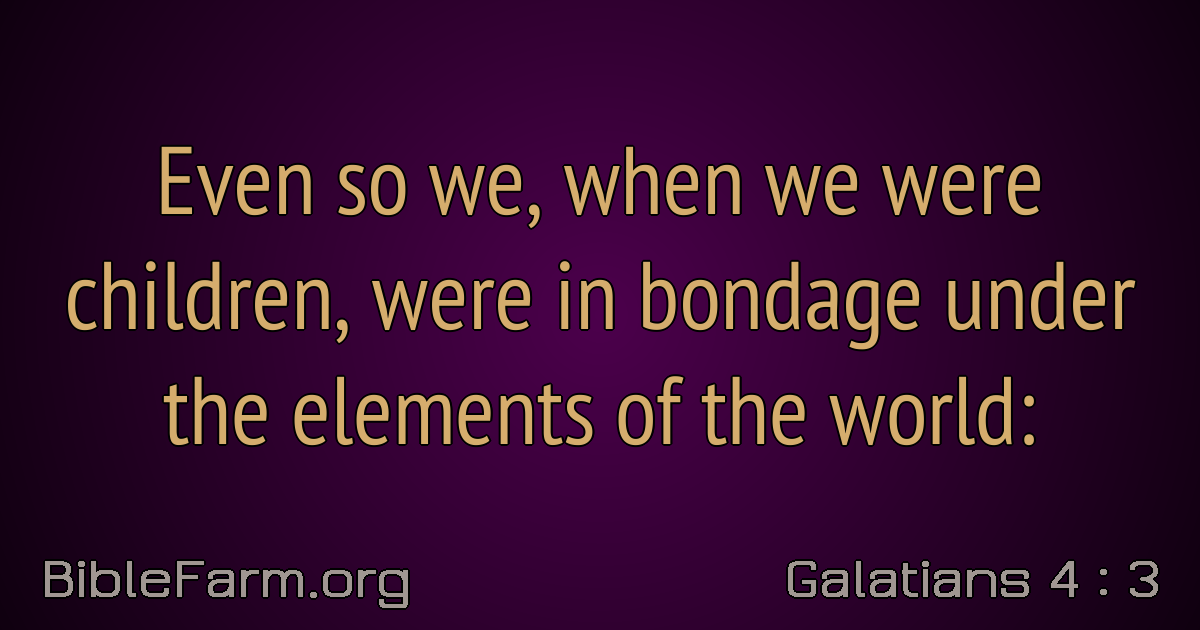 Even so we, when we were
children, were in bondage under
the elements of the world:
BibleFarm.org
Galatians 4 : 3